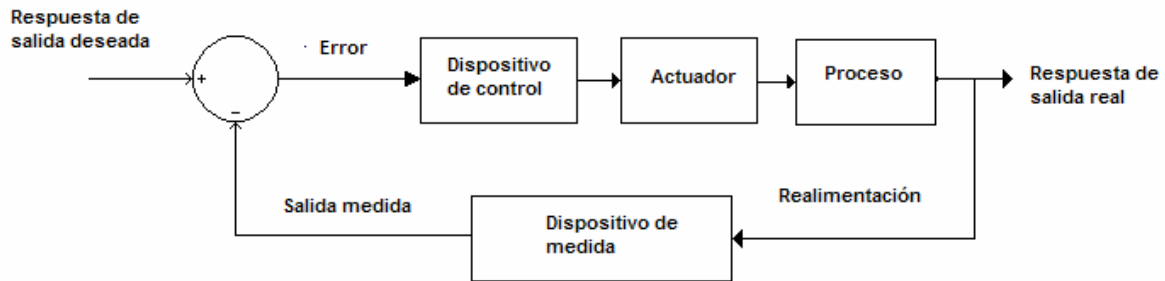 Respuesta de
salida deseada
+
-
Error
Dispositivo
de control
Actuador
Proceso
Respuesta de
salida real
Salida medida
Dispositivo de
medida
Realimentación